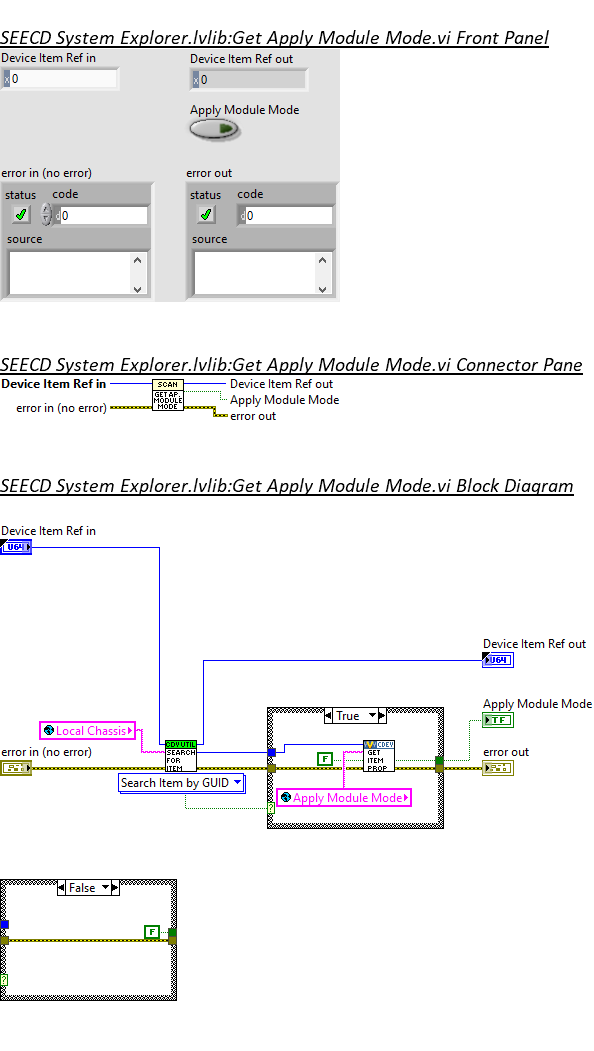 SEECD System Explorer.lvlib:Get Apply Module Mode.vi Front Panel
Device Item Ref in
Device Item Ref out
x 0
x 0
Apply Module Mode
error in (no error)
error out
status code
status code
d 0
d 0
source
source
SEECD System Explorer.lvlib:Get Apply Module Mode.vi Connector Pane
Device Item Ref in
SCAN
GET AP.
MODULE
MODE
Device Item Ref out
Apply Module Mode
error in (no error)
error out
SEECD System Explorer.lvlib:Get Apply Module Mode.vi Block Diagram
Device Item Ref in
U64
Device Item Ref out
U64
Apply Module Mode
TF
True
Local Chassis
error in (no error)
CDV UTIL
SEARCH
FOR
ITEM
CDEV
GET
ITEM
PROP
F
error out
Search Item by GUID
Apply Module Mode
?
False
F
?